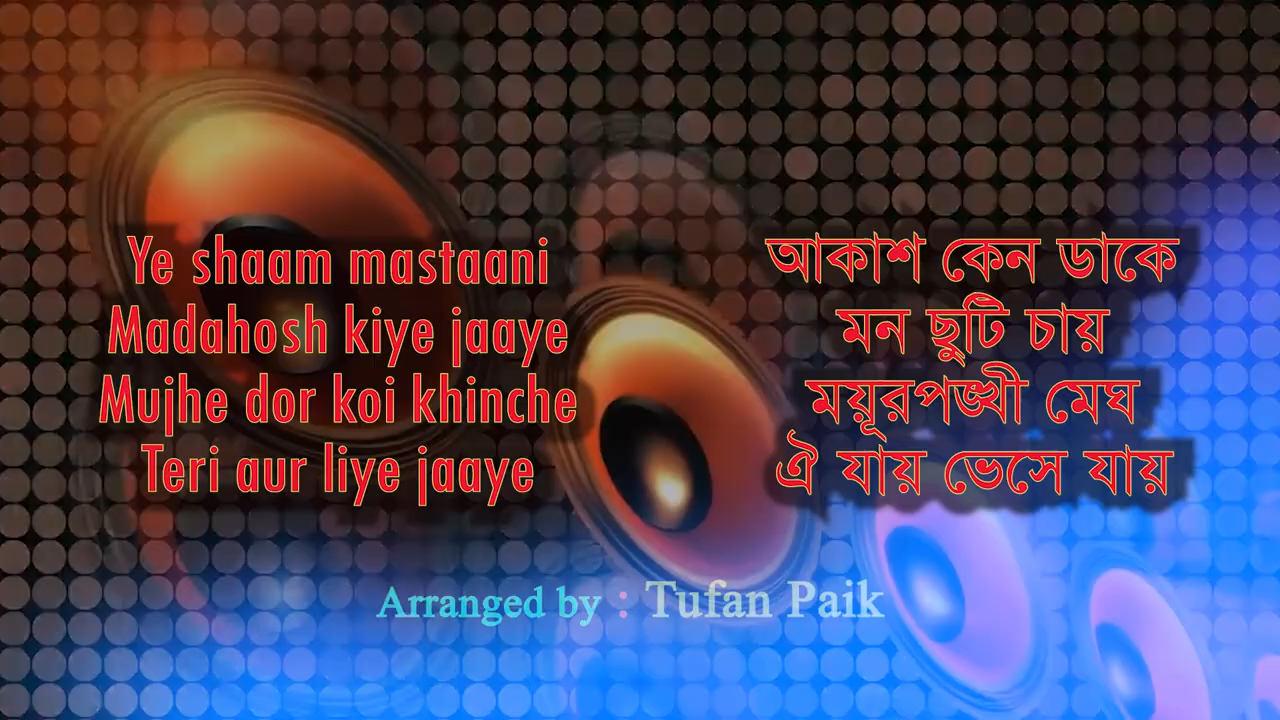 Ye shaam mastaani
Madahosh kiye jaaye
Mujhe dor koi khinche
Teri aur liye jaaye
আকাশ কেন ডাকে
মন ছুটি চায়
ময়ূরপঙ্খী মেঘ
ঐ যায় ভেসে যায়
Arranged by : Tufan Paik